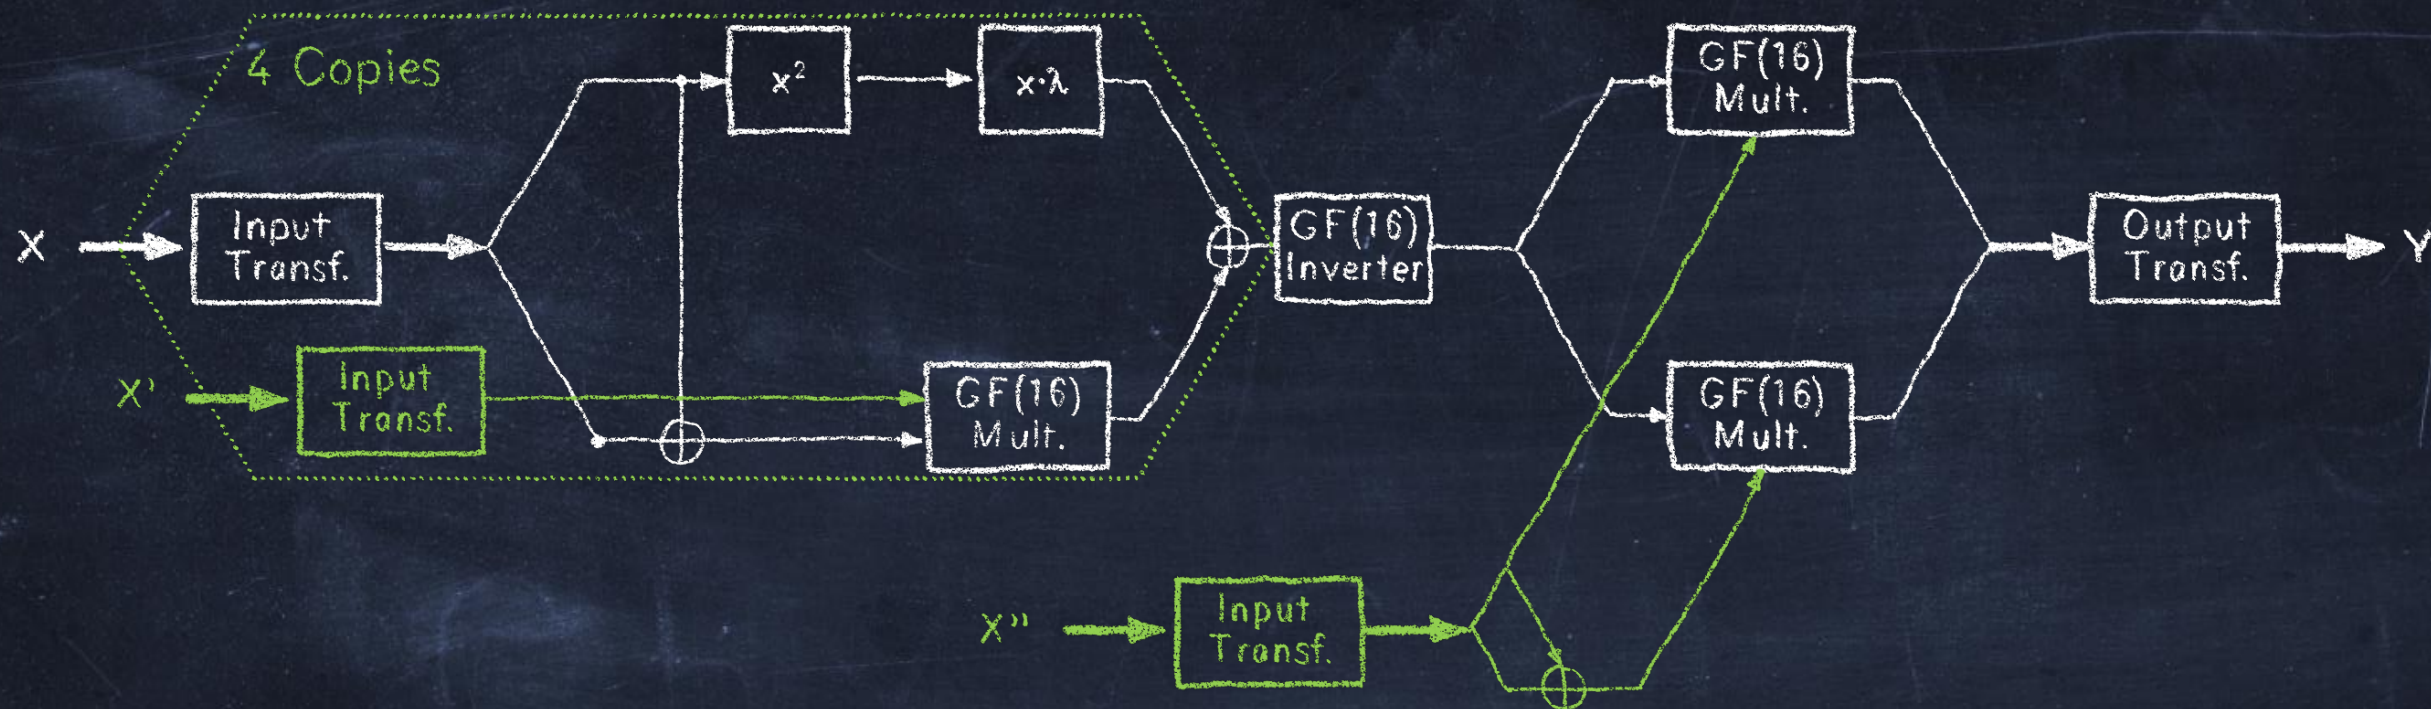 4 Copies
x²
x·λ
GF(16)
Mult.
X
Input
Transf.
GF(16)
Inverter
Output
Transf.
Y
X'
Input
Transf.
GF(16)
Mult.
GF(16)
Mult.
X''
Input
Transf.